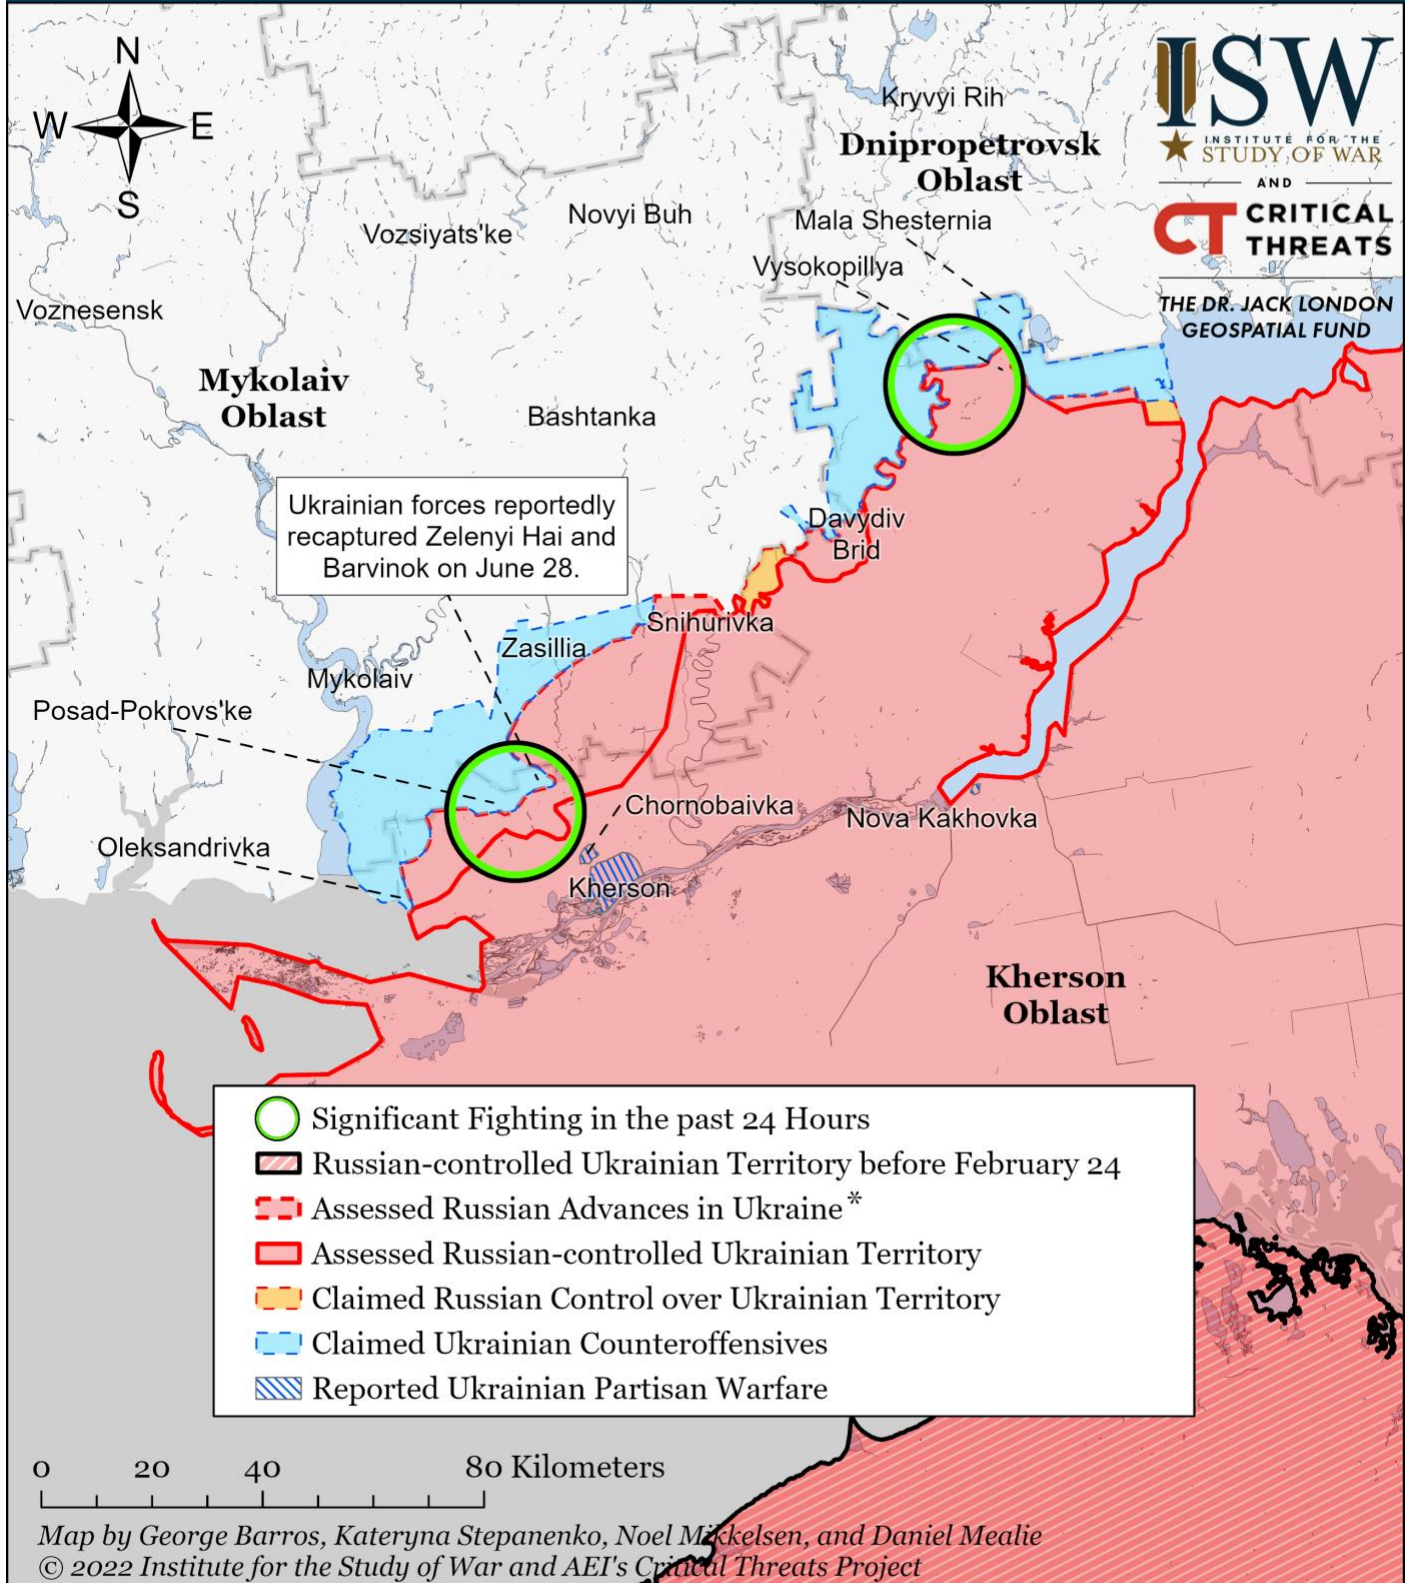 N
W
E
S
ISW
INSTITUTE FOR THE
STUDY OF WAR
AND
CT CRITICAL
THREATS
THE DR. JACK LONDON
GEOSPATIAL FUND
Kryvyi Rih
Dnipropetrovsk
Oblast
Mala Shesternia
Novyi Buh
Vozsiyats'ke
Vysokopillya
Voznesensk
Mykolaiv
Oblast
Bashtanka
Ukrainian forces reportedly
recaptured Zelenyi Hai and
Barvinok on June 28.
Davydiv
Brid
Snihurivka
Zasillia
Mykolaiv
Posad-Pokrovs'ke
Chornobaivka
Nova Kakhovka
Oleksandrivka
Kherson
Kherson
Oblast
Significant Fighting in the past 24 Hours
Russian-controlled Ukrainian Territory before February 24
Assessed Russian Advances in Ukraine*
Assessed Russian-controlled Ukrainian Territory
Claimed Russian Control over Ukrainian Territory
Claimed Ukrainian Counteroffensives
Reported Ukrainian Partisan Warfare
0 20 40 80 Kilometers
Map by George Barros, Kateryna Stepanenko, Noel Mikkelsen, and Daniel Mealie
© 2022 Institute for the Study of War and AEI's Critical Threats Project